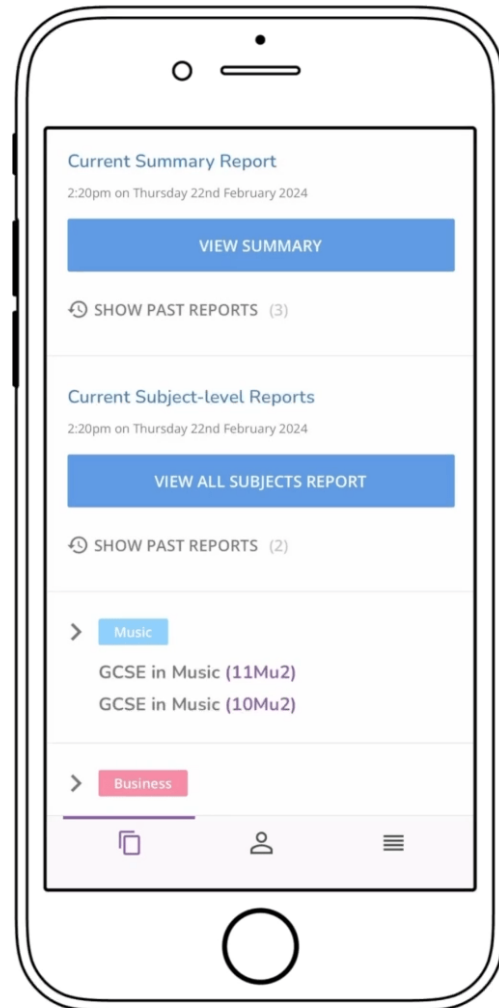 Current Summary Report
2:20pm on Thursday 22nd February 2024
VIEW SUMMARY
SHOW PAST REPORTS (3)
Current Subject-level Reports
2:20pm on Thursday 22nd February 2024
VIEW ALL SUBJECTS REPORT
SHOW PAST REPORTS (2)
Music
GCSE in Music (11Mu2)
GCSE in Music (10Mu2)
Business